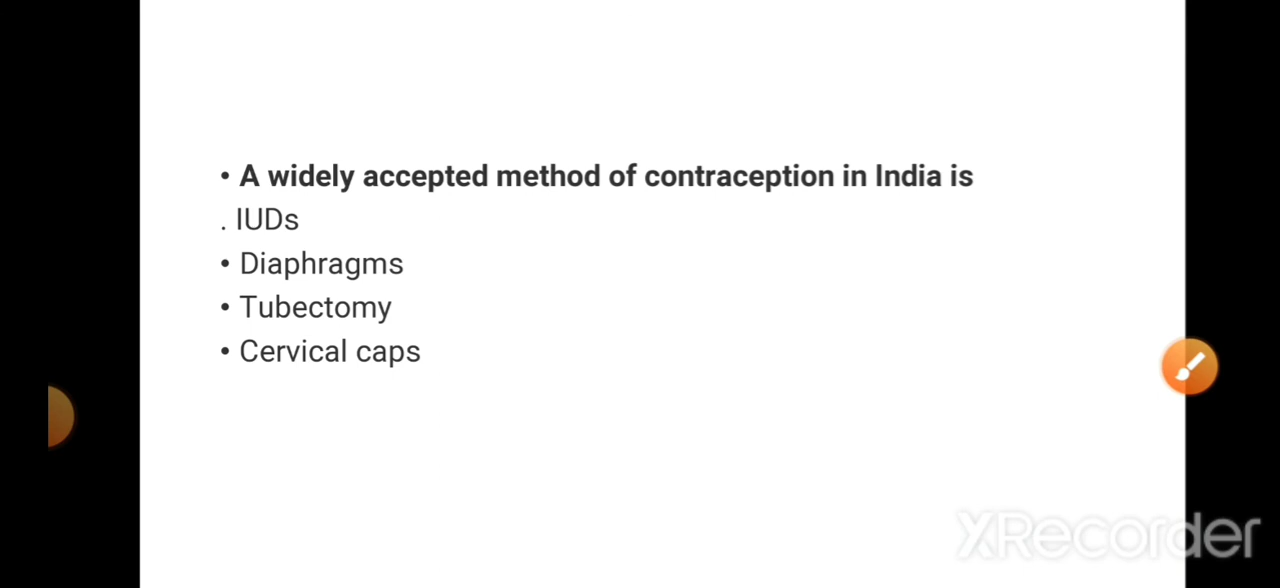 • A widely accepted method of contraception in India is
. IUDs
• Diaphragms
• Tubectomy
• Cervical caps
XRecorder